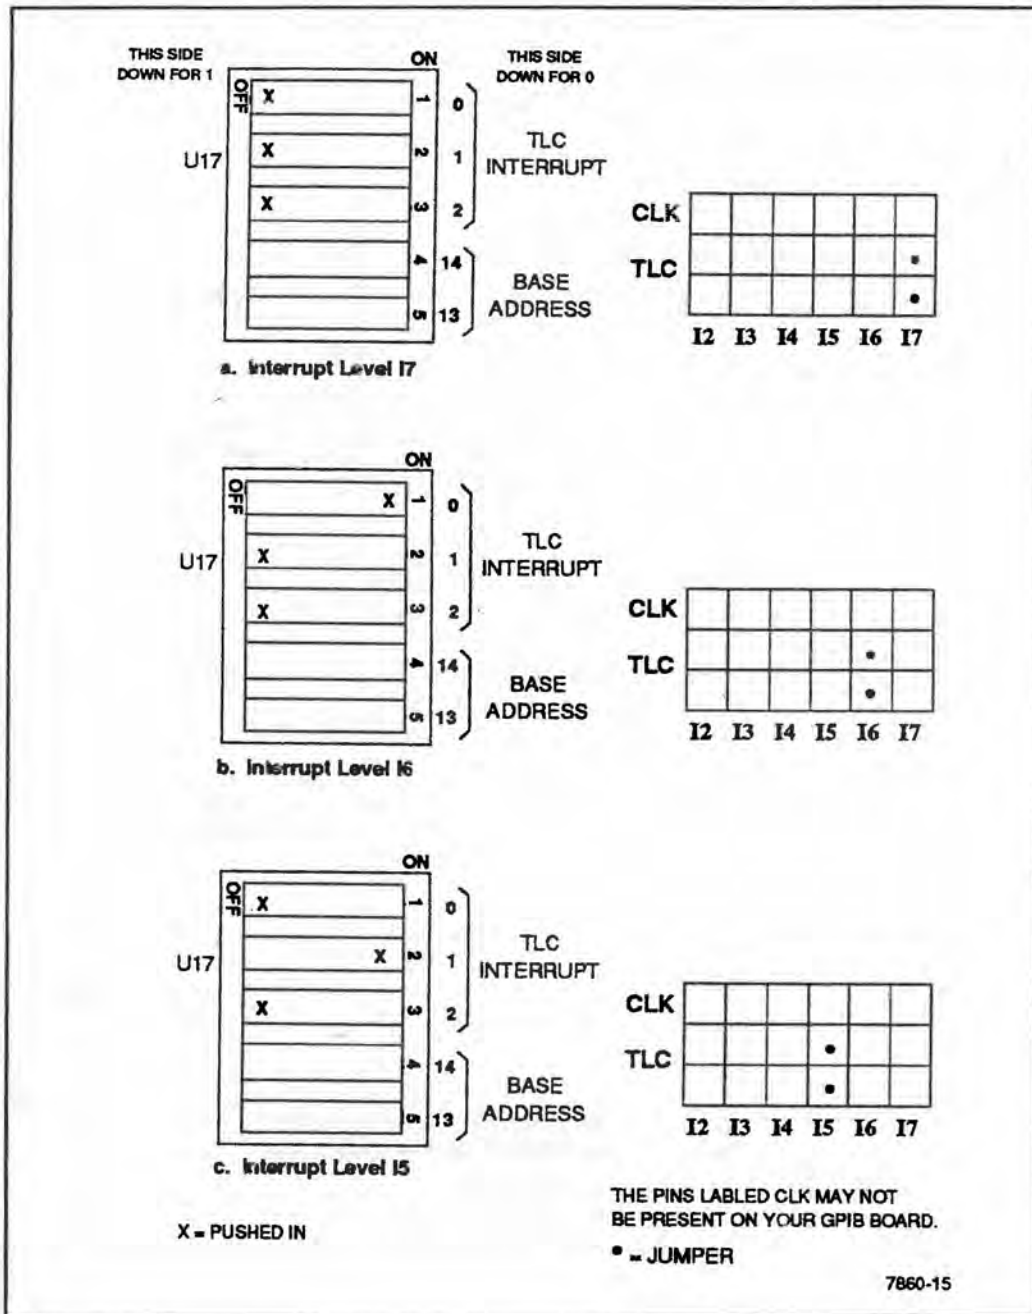 THIS SIDE
DOWN FOR 1
ON
THIS SIDE
DOWN FOR 0
OFF
X
1
0
U17
X
2
1
TLC
INTERRUPT
X
3
2
4
14
BASE
ADDRESS
5
13
CLK
TLC
I2 I3 I4 I5 I6 I7
a. Interrupt Level I7
ON
OFF
X
1
0
U17
X
2
1
TLC
INTERRUPT
X
3
2
4
14
BASE
ADDRESS
5
13
CLK
TLC
I2 I3 I4 I5 I6 I7
b. Interrupt Level I6
ON
OFF
X
1
0
U17
X
2
1
TLC
INTERRUPT
X
3
2
4
14
BASE
ADDRESS
5
13
CLK
TLC
I2 I3 I4 I5 I6 I7
c. Interrupt Level I5
X = PUSHED IN
THE PINS LABLED CLK MAY NOT
BE PRESENT ON YOUR GPIB BOARD.
• = JUMPER
7860-15